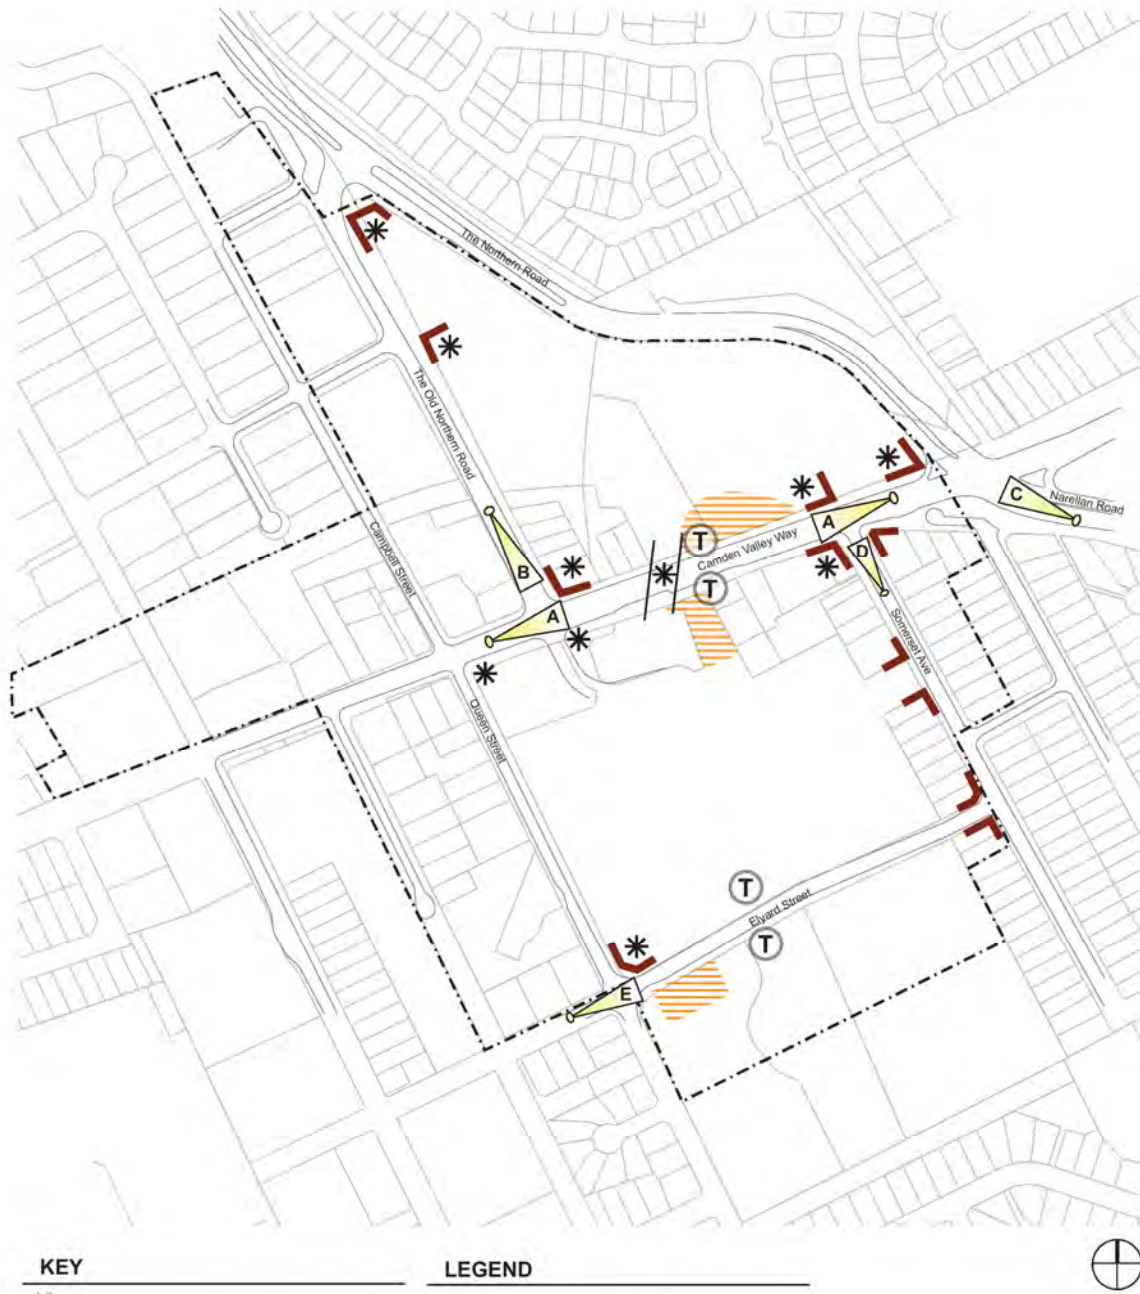 The Northern Road
The Old Northern Road
C
Narellan Road
A
T
Camden Valley Way
Campbell Street
B
D
T
A
Somerset Ave
Queen Street
T
Elyard Street
T
E
KEY
LEGEND